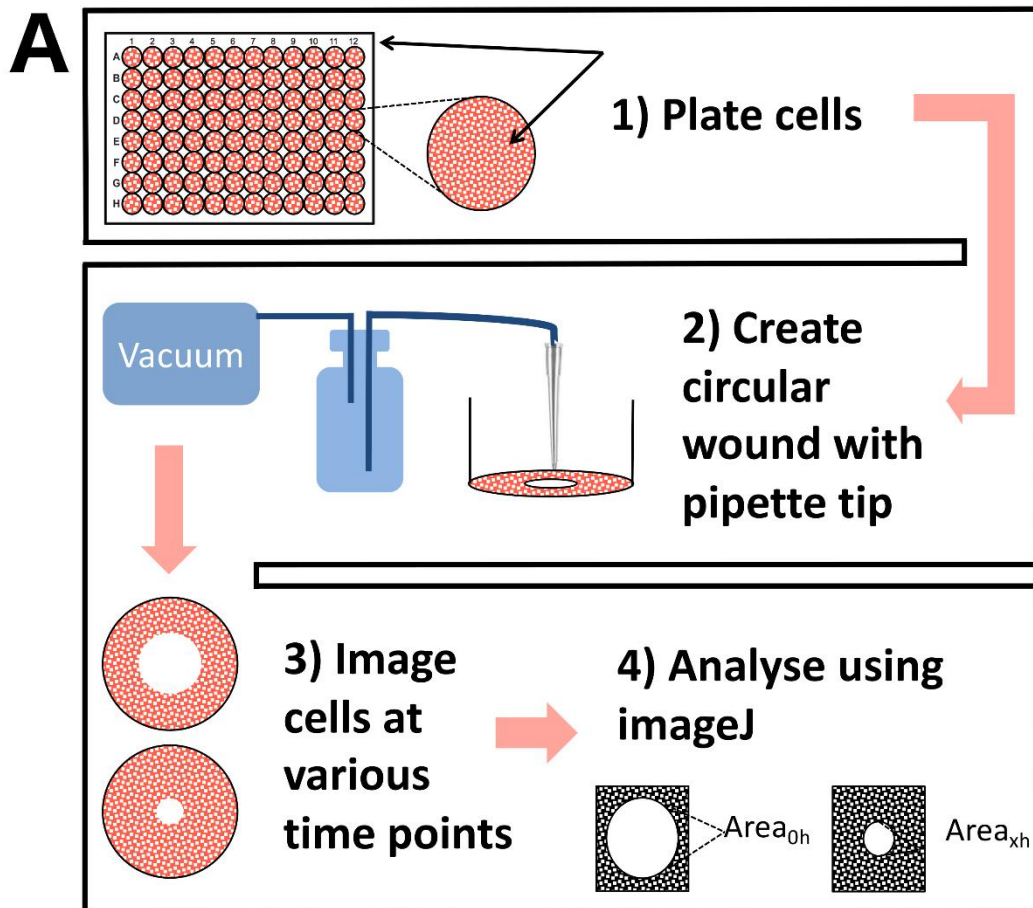 A
1 2 3 4 5 6 7 8 9 10 11 12
A
B
C
D
E
F
G
H
1) Plate cells
Vacuum
2) Create
circular
wound with
pipette tip
3) Image
cells at
various
time points
4) Analyse using
imageJ
Area0h
Areaxh